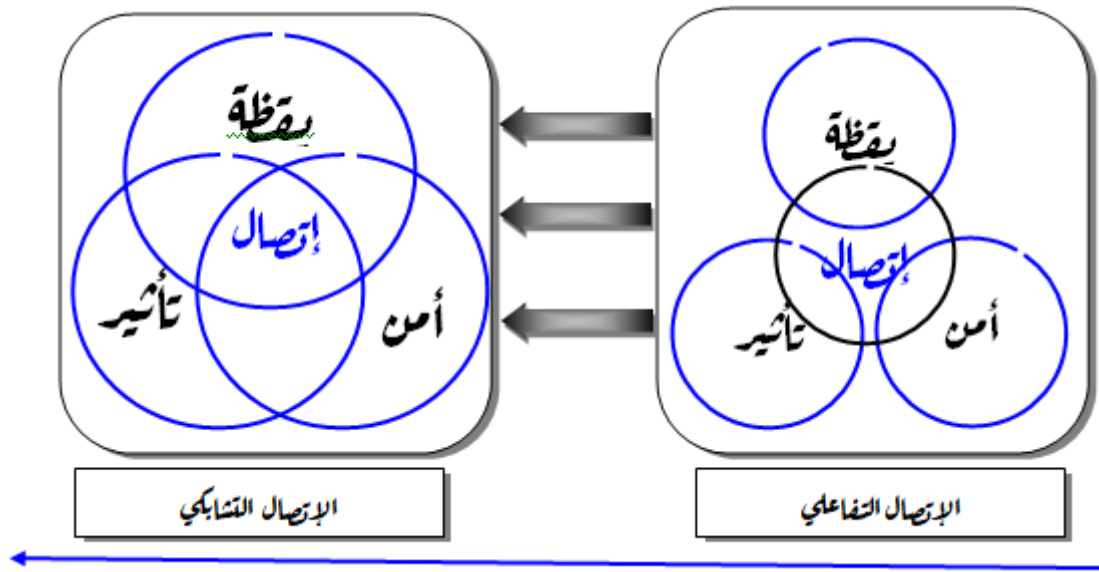 يقظة
إتصال
تأثير
أمن
الإتصال التفاعلي
يقظة
إتصال
تأثير
أمن
الإتصال التشابكي